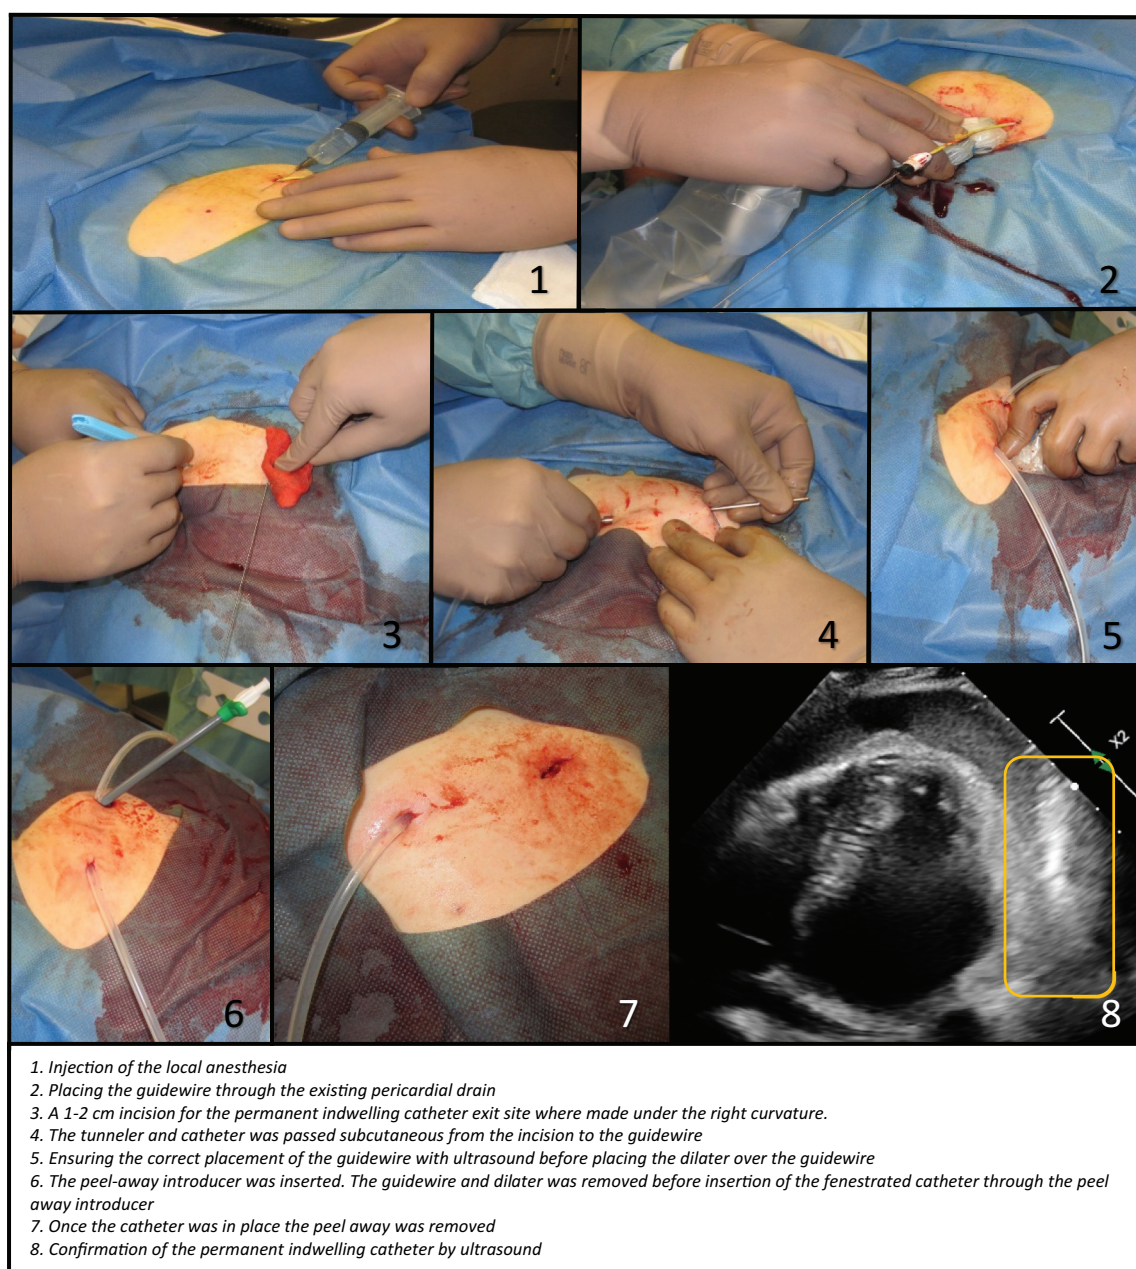 1
2
3
4
5
6
7
X2
8
1. Injection of the local anesthesia
2. Placing the guidewire through the existing pericardial drain
3. A 1-2 cm incision for the permanent indwelling catheter exit site where made under the right curvature.
4. The tunneler and catheter was passed subcutaneous from the incision to the guidewire
5. Ensuring the correct placement of the guidewire with ultrasound before placing the dilater over the guidewire
6. The peel-away introducer was inserted. The guidewire and dilater was removed before insertion of the fenestrated catheter through the peel
away introducer
7. Once the catheter was in place the peel away was removed
8. Confirmation of the permanent indwelling catheter by ultrasound